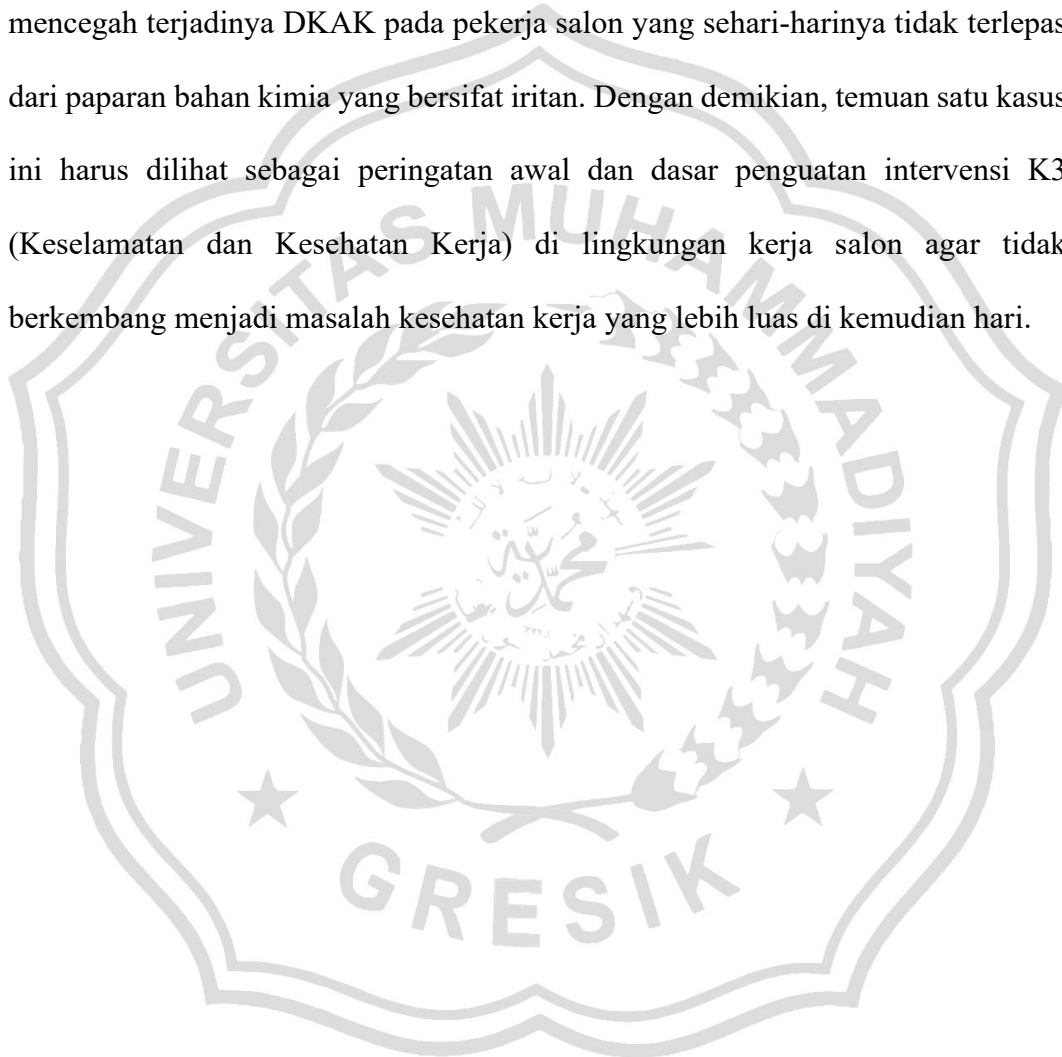 mencegah terjadinya DKAK pada pekerja salon yang sehari-harinya tidak terlepas
dari paparan bahan kimia yang bersifat iritan. Dengan demikian, temuan satu kasus
ini harus dilihat sebagai peringatan awal dan dasar penguatan intervensi K3
(Keselamatan dan Kesehatan Kerja) di lingkungan kerja salon agar tidak
berkembang menjadi masalah kesehatan kerja yang lebih luas di kemudian hari.
UNIVERSITAS MUHAMMADIYAH
GRESIK